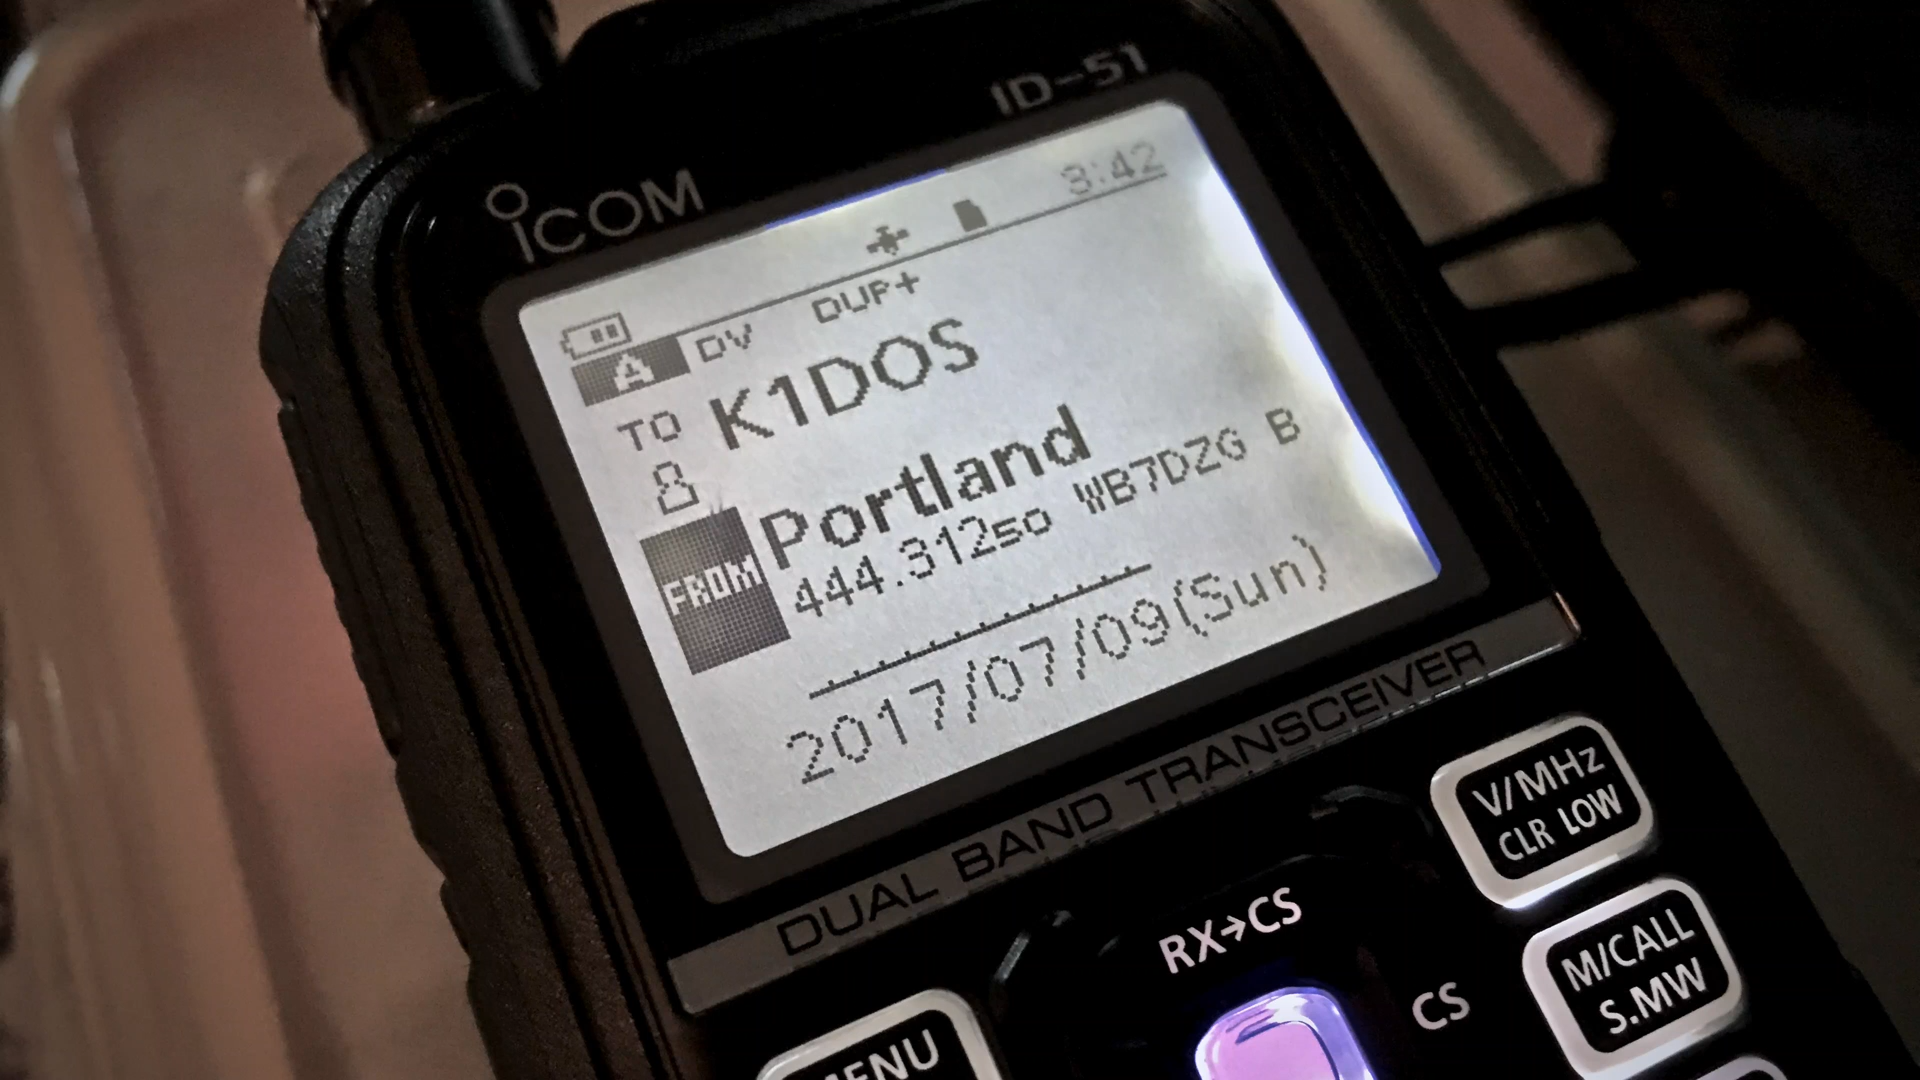 ICOM
ID-51
3:42
A DV DUP+
TO K1DOS
FROM Portland
444.31250 WB7DZG B
2017/07/09(Sun)
DUAL BAND TRANSCEIVER
V/MHz
CLR LOW
RX→CS
M/CALL
S.MW
CS
MENU